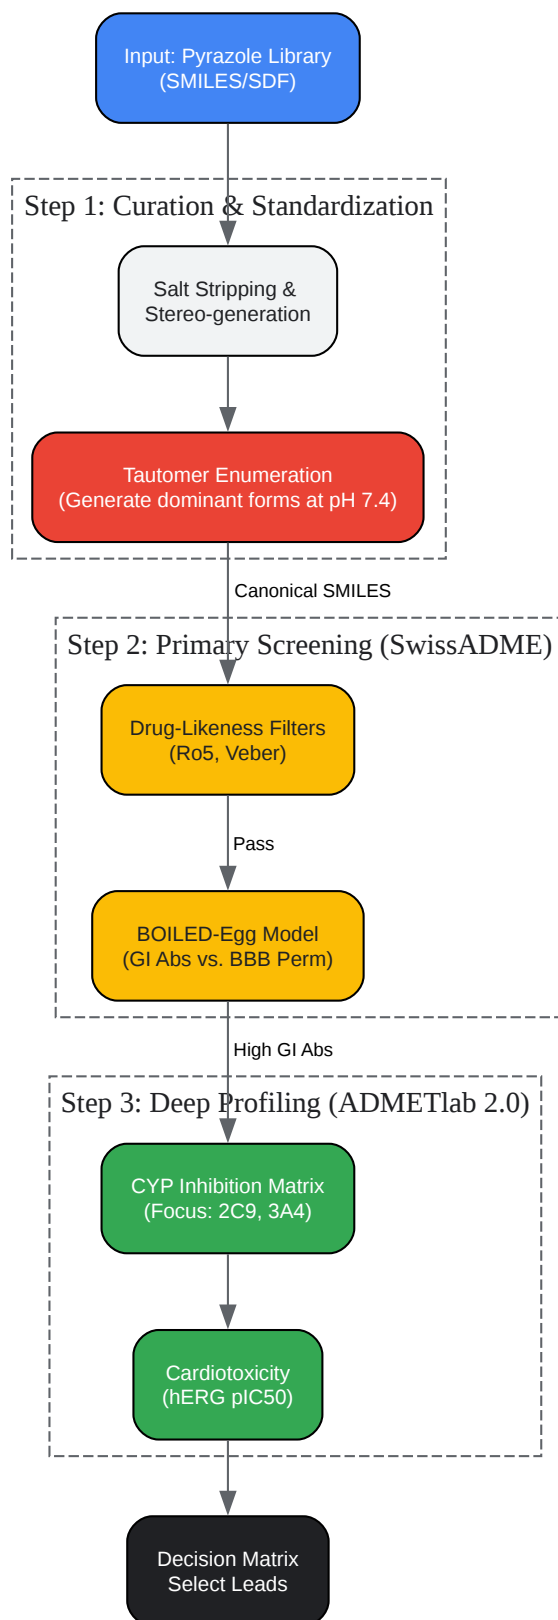 Input: Pyrazole Library
(SMILES/SDF)
Step 1: Curation & Standardization
Salt Stripping &
Stereo-generation
Tautomer Enumeration
(Generate dominant forms at pH 7.4)
Canonical SMILES
Step 2: Primary Screening (SwissADME)
Drug-Likeness Filters
(Ro5, Veber)
Pass
BOILED-Egg Model
(GI Abs vs. BBB Perm)
High GI Abs
Step 3: Deep Profiling (ADMETlab 2.0)
CYP Inhibition Matrix
(Focus: 2C9, 3A4)
Cardiotoxicity
(hERG pIC50)
Decision Matrix
Select Leads